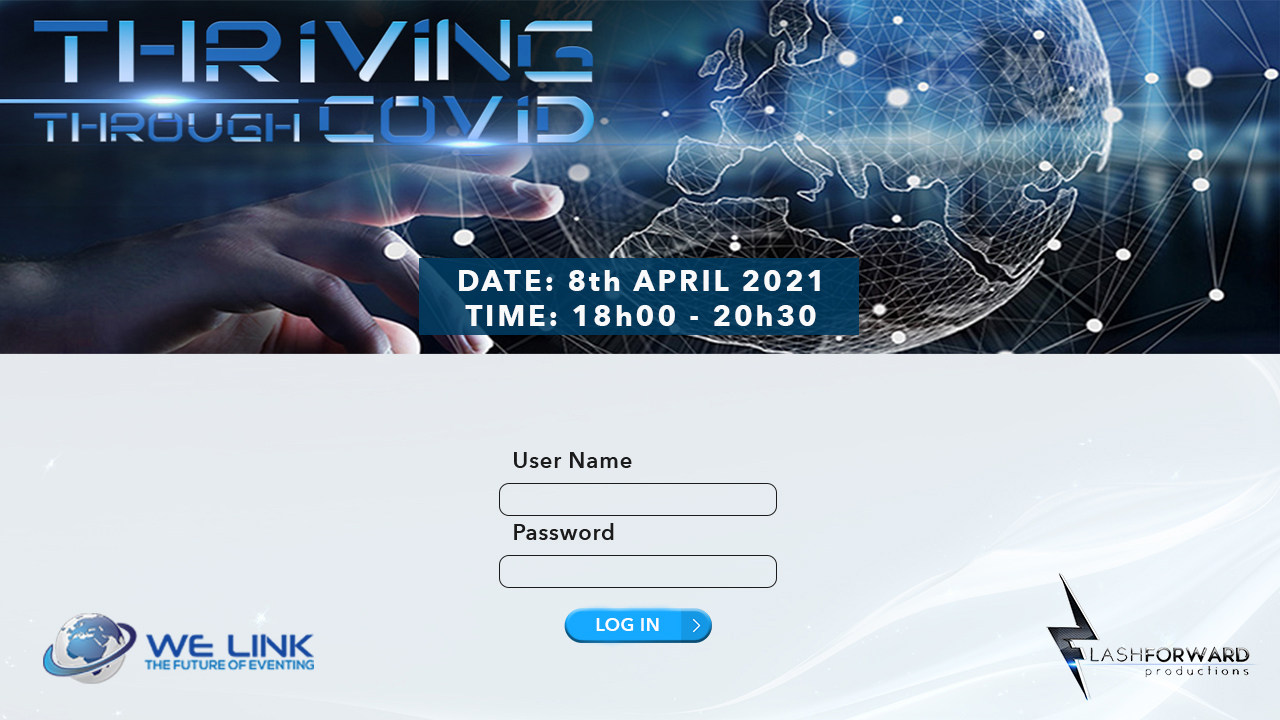 THRiViNG
THROUGH COViD
DATE: 8th APRIL 2021
TIME: 18h00 - 20h30
User Name
Password
LOG IN
WE LINK
THE FUTURE OF EVENTING
FLASHFORWARD
productions